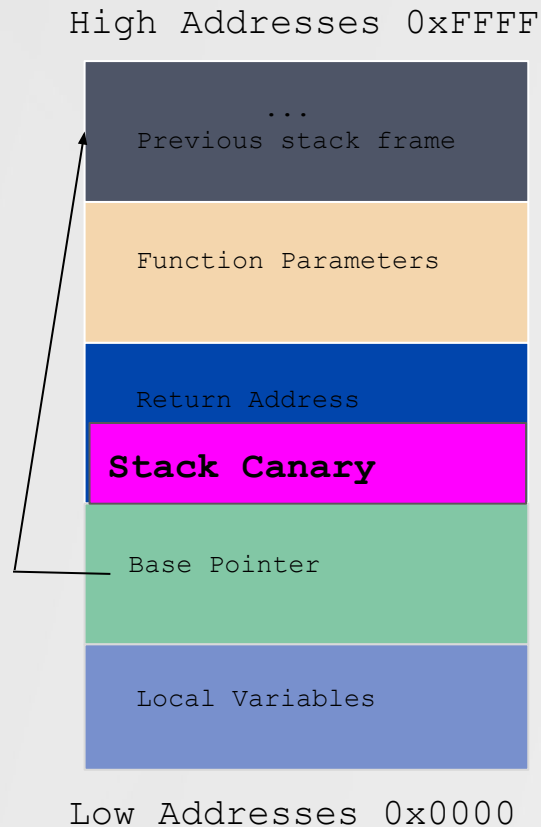 High Addresses 0xFFFF
...
Previous stack frame
Function Parameters
Return Address
Stack Canary
Base Pointer
Local Variables
Low Addresses 0x0000